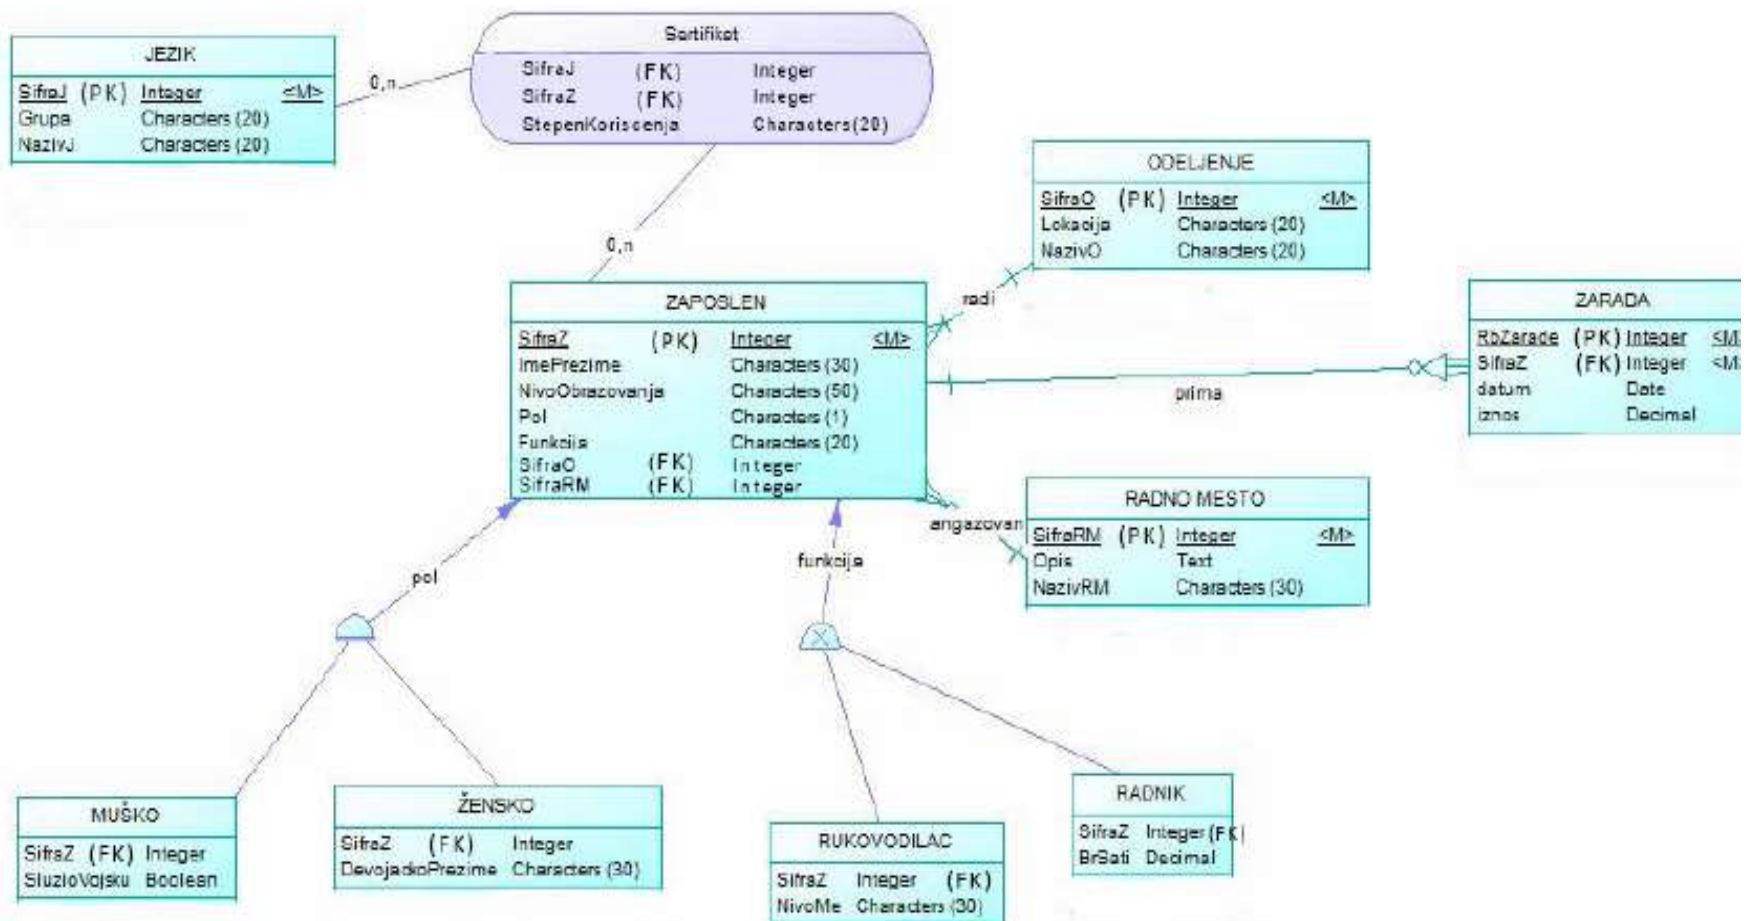 Sertifikat
SifraJ (FK) Integer
SifraZ (FK) Integer
StepenKoriscenja Characters(20)
JEZIK
SifraJ (PK) Integer <M>
Grupa Characters (20)
NazivJ Characters (20)
0,n
0,n
ODELJENJE
SifraO (PK) Integer <M>
Lokacija Characters (20)
NazivO Characters (20)
radi
ZAPOSLEN
SifraZ (PK) Integer <M>
ImePrezime Characters (30)
NivoObrazovanja Characters (50)
Pol Characters (1)
Funkcija Characters (20)
SifraO (FK) Integer
SifraRM (FK) Integer
prima
ZARADA
RbZarade (PK) Integer <M
SifraZ (FK) Integer <M
datum Date
iznos Decimal
angazovan
RADNO MESTO
SifraRM (PK) Integer <M>
Opis Text
NazivRM Characters (30)
pol
funkcija
MUŠKO
SifraZ (FK) Integer
SluzioVojsku Boolean
ŽENSKO
SifraZ (FK) Integer
DevojackoPrezime Characters (30)
RUKOVODILAC
SifraZ Integer (FK)
NivoMe Characters (30)
RADNIK
SifraZ Integer (FK)
BrSati Decimal